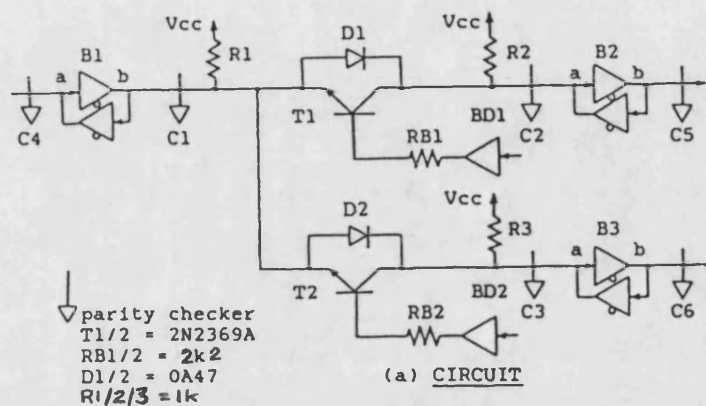 Vcc
R1
D1
Vcc
R2
B1
a
b
B2
a
b
T1
BD1
RB1
C4
C1
C2
C5
Vcc
D2
R3
B3
a
b
T2
BD2
RB2
C3
C6
parity checker
T1/2 = 2N2369A
RB1/2 = 2k2
D1/2 = OA47
R1/2/3 = 1k
(a) CIRCUIT